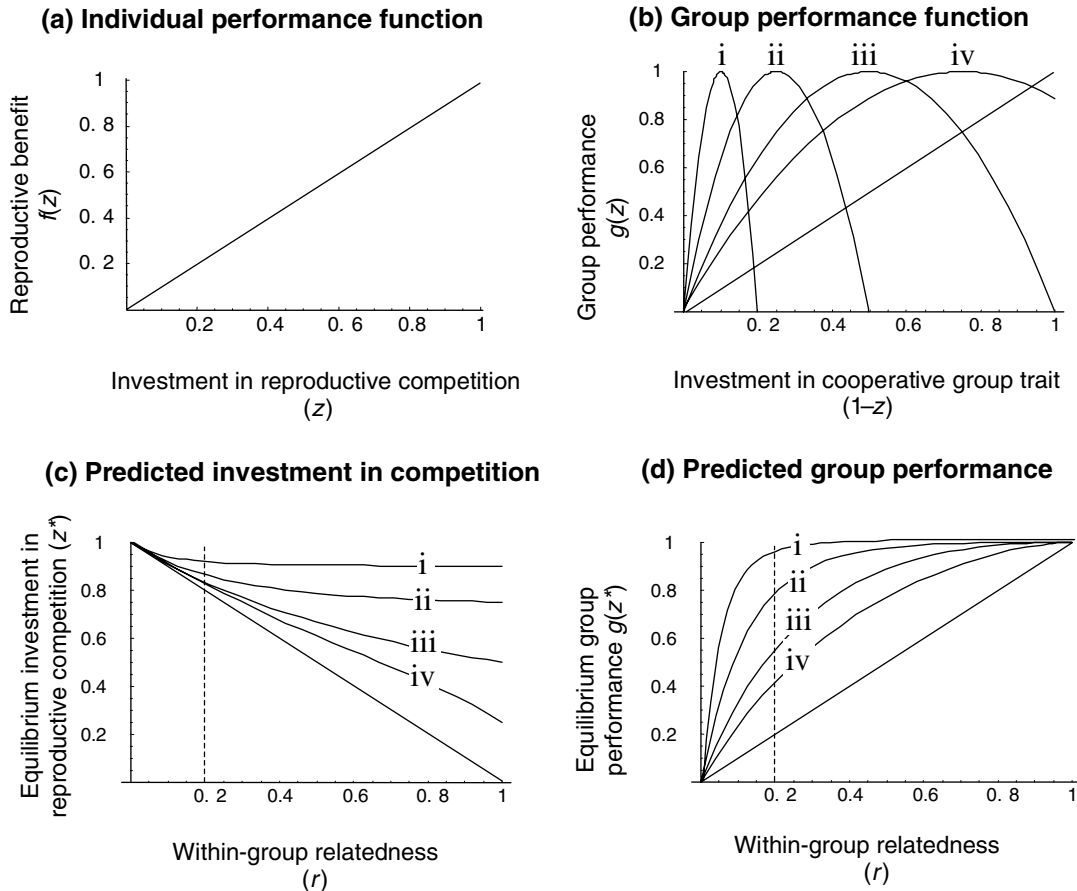 (a) Individual performance function
1
0. 8
0. 6
0. 4
0. 2
0.2
0.4
0. 6
0.8
1
Reproductive benefit
f(z)
Investment in reproductive competition
(z)
(b) Group performance function
i
ii
iii
iv
1
0. 8
0. 6
0. 4
0. 2
0. 2
0.4
0.6
0. 8
1
Group performance
g(z)
Investment in cooperative group trait
(1–z)
(c) Predicted investment in competition
1
0. 8
0. 6
0. 4
0. 2
i
ii
iii
iv
0. 2
0.4
0.6
0. 8
1
Equilibrium investment in
reproductive competition (z*)
Within-group relatedness
(r)
(d) Predicted group performance
1
0. 8
0. 6
0. 4
0. 2
i
ii
iii
iv
0. 2
0.4
0.6
0. 8
1
Equilibrium group
performance g(z*)
Within-group relatedness
(r)